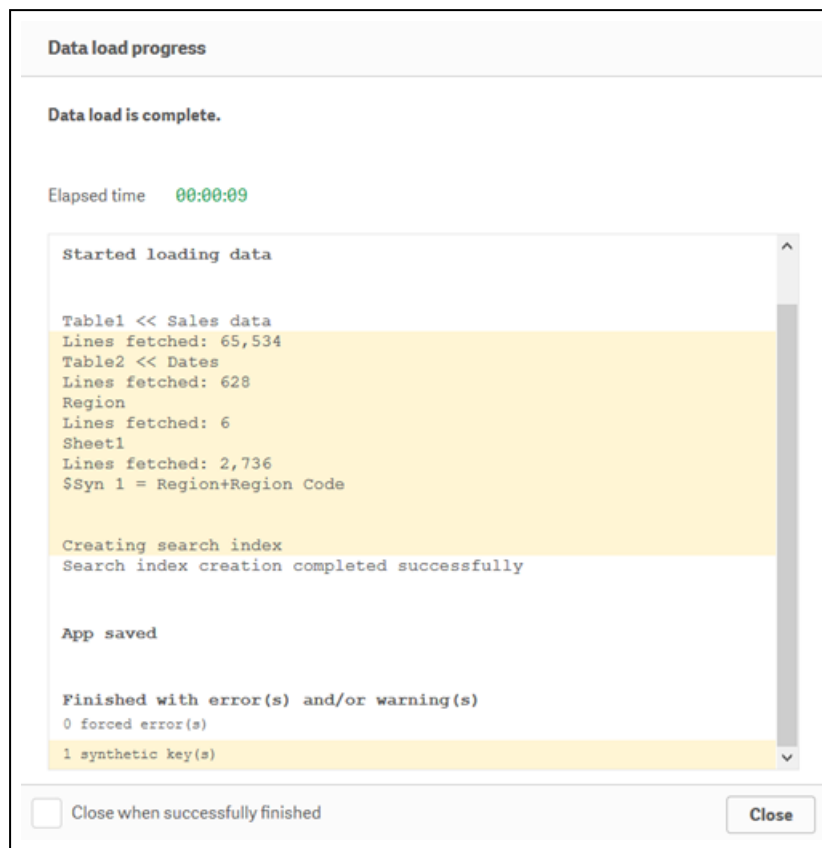 Data load progress
Data load is complete.
Elapsed time 00:00:09
Started loading data
Table1 << Sales data
Lines fetched: 65,534
Table2 << Dates
Lines fetched: 628
Region
Lines fetched: 6
Sheet1
Lines fetched: 2,736
$Syn 1 = Region+Region Code
Creating search index
Search index creation completed successfully
App saved
Finished with error(s) and/or warning(s)
0 forced error(s)
1 synthetic key(s)
Close when successfully finished
Close